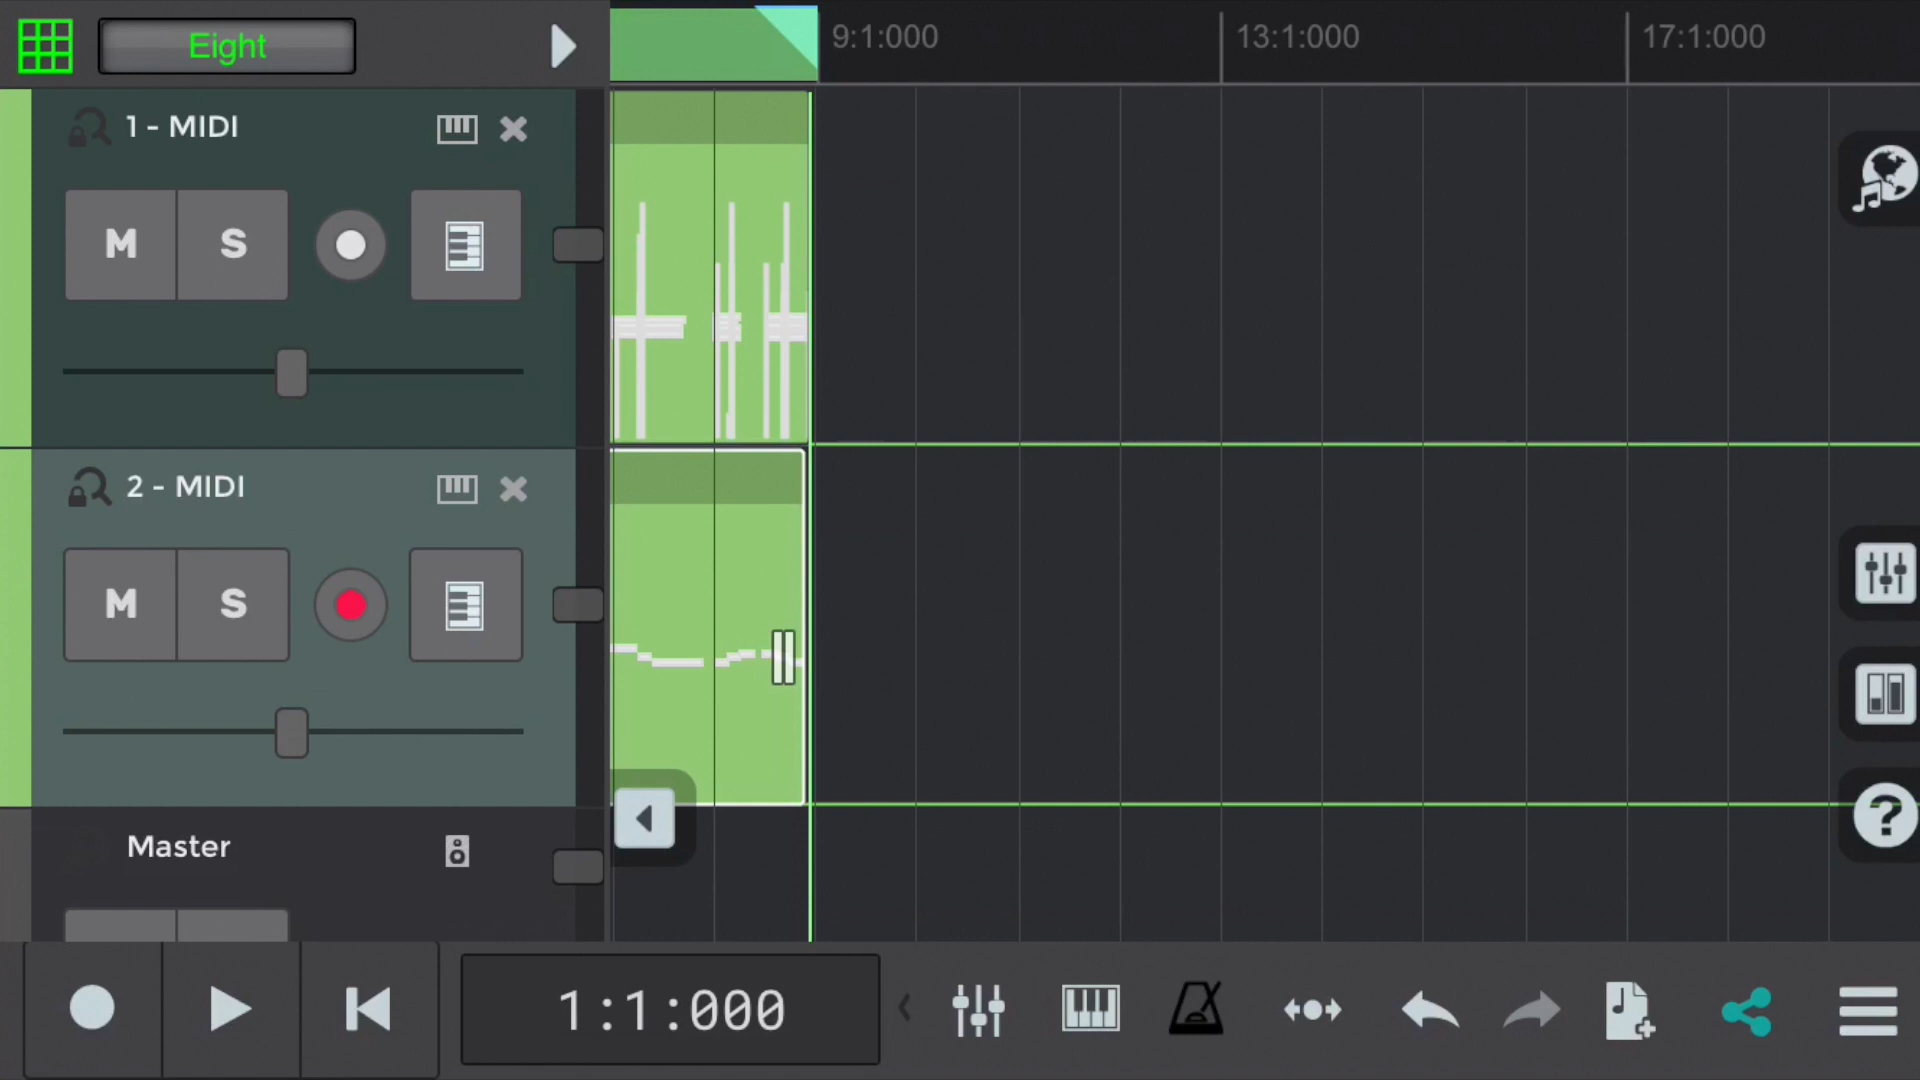 Eight
9:1:000
13:1:000
17:1:000
1 - MIDI
M S
2 - MIDI
M S
Master
1:1:000
?